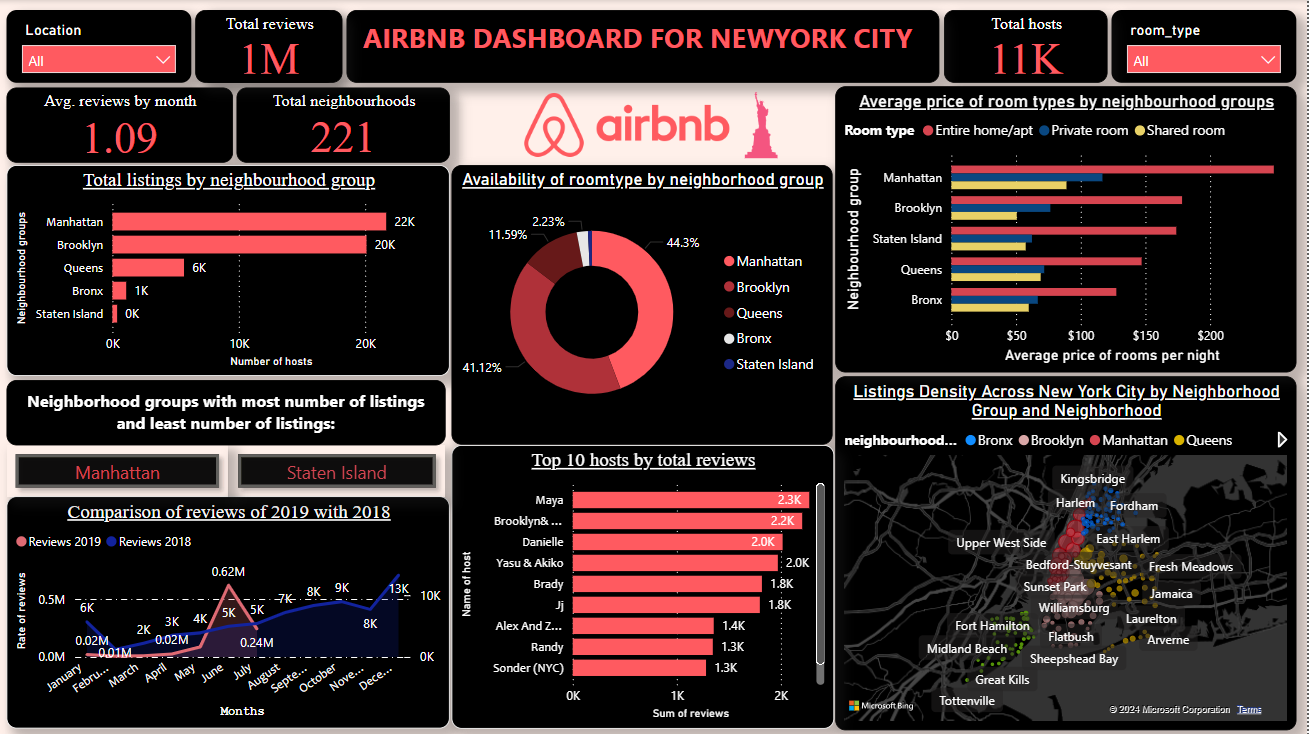 Location
All
Total reviews
1M
AIRBNB DASHBOARD FOR NEWYORK CITY
Total hosts
11K
room_type
All
Avg. reviews by month
1.09
Total neighbourhoods
221
airbnb
Total listings by neighbourhood group
Neighbourhood groups
Manhattan
22K
Brooklyn
20K
Queens
6K
Bronx
1K
Staten Island
0K
0K
10K
20K
Number of hosts
Availability of roomtype by neighborhood group
2.23%
11.59%
44.3%
41.12%
Manhattan
Brooklyn
Queens
Bronx
Staten Island
Average price of room types by neighbourhood groups
Room type
Entire home/apt
Private room
Shared room
Neighbourhood group
Manhattan
Brooklyn
Staten Island
Queens
Bronx
$0
$50
$100
$150
$200
Average price of rooms per night
Neighborhood groups with most number of listings
and least number of listings:
Manhattan
Staten Island
Comparison of reviews of 2019 with 2018
Reviews 2019
Reviews 2018
Rate of reviews
0.5M
0.0M
10K
0K
6K
0.02M
0.01M
2K
3K
0.02M
4K
0.62M
5K
5K
0.24M
7K
8K
9K
8K
13K
January
Febru...
March
April
May
June
July
August
Septe...
October
Nove...
Dece...
Months
Top 10 hosts by total reviews
Name of host
Maya
2.3K
Brooklyn& ...
2.2K
Danielle
2.0K
Yasu & Akiko
2.0K
Brady
1.8K
Jj
1.8K
Alex And Z...
1.4K
Randy
1.3K
Sonder (NYC)
1.3K
0K
1K
2K
Sum of reviews
Listings Density Across New York City by Neighborhood
Group and Neighborhood
neighbourhood...
Bronx
Brooklyn
Manhattan
Queens
Kingsbridge
Harlem
Fordham
Upper West Side
East Harlem
Bedford-Stuyvesant
Fresh Meadows
Sunset Park
Jamaica
Williamsburg
Laurelton
Fort Hamilton
Flatbush
Arverne
Midland Beach
Sheepshead Bay
Great Kills
Tottenville
Microsoft Bing
© 2024 Microsoft Corporation
Terms